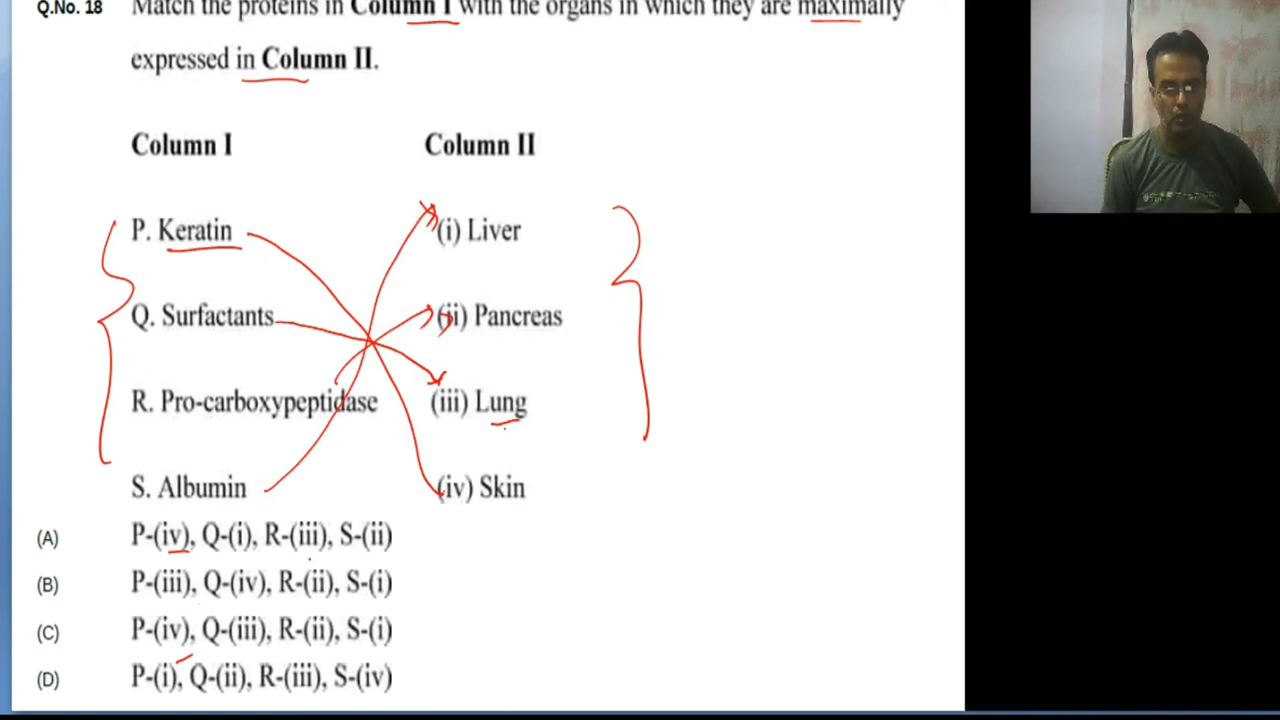 Q.No. 18 Match the proteins in Column I with the organs in which they are maximally
expressed in Column II.
Column I Column II
P. Keratin (i) Liver
Q. Surfactants (ii) Pancreas
R. Pro-carboxypeptidase (iii) Lung
S. Albumin (iv) Skin
(A) P-(iv), Q-(i), R-(iii), S-(ii)
(B) P-(iii), Q-(iv), R-(ii), S-(i)
(C) P-(iv), Q-(iii), R-(ii), S-(i)
(D) P-(i), Q-(ii), R-(iii), S-(iv)